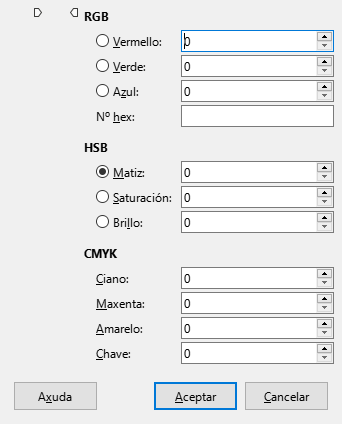 RGB
Vermello: 0
Verde: 0
Azul: 0
Nº hex:
HSB
Matiz: 0
Saturación: 0
Brillo: 0
CMYK
Ciano: 0
Maxenta: 0
Amarelo: 0
Chave: 0
Axuda Aceptar Cancelar